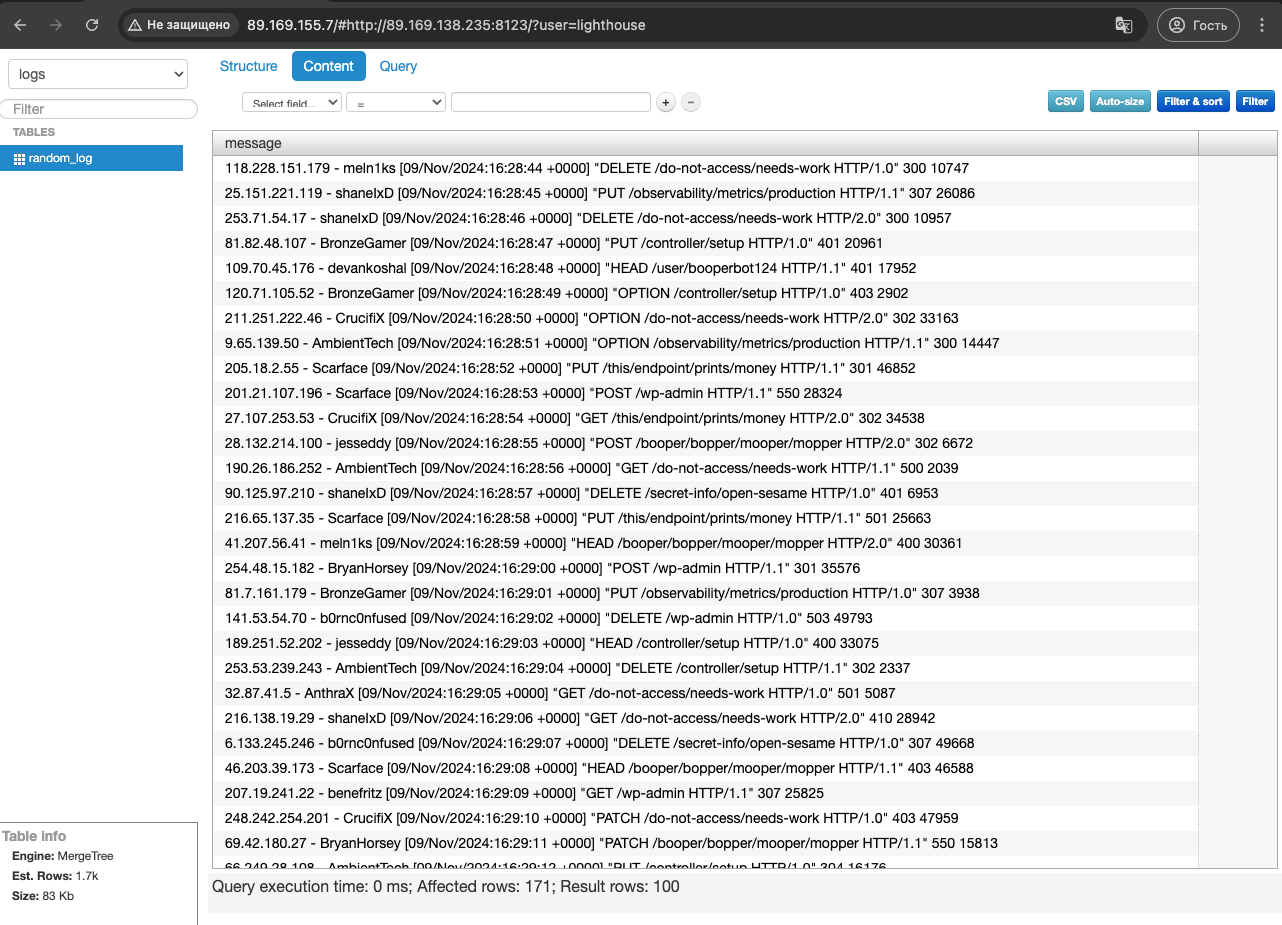 Не защищено 89.169.155.7/#http://89.169.138.235:8123/?user=lighthouse Гость
logs
Structure Content Query
Filter
Select field... = + −
CSV Auto-size Filter & sort Filter
TABLES
random_log
message
118.228.151.179 - meln1ks [09/Nov/2024:16:28:44 +0000] "DELETE /do-not-access/needs-work HTTP/1.0" 300 10747
25.151.221.119 - shaneIxD [09/Nov/2024:16:28:45 +0000] "PUT /observability/metrics/production HTTP/1.1" 307 26086
253.71.54.17 - shaneIxD [09/Nov/2024:16:28:46 +0000] "DELETE /do-not-access/needs-work HTTP/2.0" 300 10957
81.82.48.107 - BronzeGamer [09/Nov/2024:16:28:47 +0000] "PUT /controller/setup HTTP/1.0" 401 20961
109.70.45.176 - devankoshal [09/Nov/2024:16:28:48 +0000] "HEAD /user/booperbot124 HTTP/1.1" 401 17952
120.71.105.52 - BronzeGamer [09/Nov/2024:16:28:49 +0000] "OPTION /controller/setup HTTP/1.0" 403 2902
211.251.222.46 - CrucifiX [09/Nov/2024:16:28:50 +0000] "OPTION /do-not-access/needs-work HTTP/2.0" 302 33163
9.65.139.50 - AmbientTech [09/Nov/2024:16:28:51 +0000] "OPTION /observability/metrics/production HTTP/1.1" 300 14447
205.18.2.55 - Scarface [09/Nov/2024:16:28:52 +0000] "PUT /this/endpoint/prints/money HTTP/1.1" 301 46852
201.21.107.196 - Scarface [09/Nov/2024:16:28:53 +0000] "POST /wp-admin HTTP/1.1" 550 28324
27.107.253.53 - CrucifiX [09/Nov/2024:16:28:54 +0000] "GET /this/endpoint/prints/money HTTP/2.0" 302 34538
28.132.214.100 - jesseddy [09/Nov/2024:16:28:55 +0000] "POST /booper/bopper/mooper/mopper HTTP/2.0" 302 6672
190.26.186.252 - AmbientTech [09/Nov/2024:16:28:56 +0000] "GET /do-not-access/needs-work HTTP/1.1" 500 2039
90.125.97.210 - shaneIxD [09/Nov/2024:16:28:57 +0000] "DELETE /secret-info/open-sesame HTTP/1.0" 401 6953
216.65.137.35 - Scarface [09/Nov/2024:16:28:58 +0000] "PUT /this/endpoint/prints/money HTTP/1.1" 501 25663
41.207.56.41 - meln1ks [09/Nov/2024:16:28:59 +0000] "HEAD /booper/bopper/mooper/mopper HTTP/2.0" 400 30361
254.48.15.182 - BryanHorsey [09/Nov/2024:16:29:00 +0000] "POST /wp-admin HTTP/1.1" 301 35576
81.7.161.179 - BronzeGamer [09/Nov/2024:16:29:01 +0000] "PUT /observability/metrics/production HTTP/1.0" 307 3938
141.53.54.70 - b0rnc0nfused [09/Nov/2024:16:29:02 +0000] "DELETE /wp-admin HTTP/1.0" 503 49793
189.251.52.202 - jesseddy [09/Nov/2024:16:29:03 +0000] "HEAD /controller/setup HTTP/1.0" 400 33075
253.53.239.243 - AmbientTech [09/Nov/2024:16:29:04 +0000] "DELETE /controller/setup HTTP/1.1" 302 2337
32.87.41.5 - AnthraX [09/Nov/2024:16:29:05 +0000] "GET /do-not-access/needs-work HTTP/1.0" 501 5087
216.138.19.29 - shaneIxD [09/Nov/2024:16:29:06 +0000] "GET /do-not-access/needs-work HTTP/2.0" 410 28942
6.133.245.246 - b0rnc0nfused [09/Nov/2024:16:29:07 +0000] "DELETE /secret-info/open-sesame HTTP/1.0" 307 49668
46.203.39.173 - Scarface [09/Nov/2024:16:29:08 +0000] "HEAD /booper/bopper/mooper/mopper HTTP/1.1" 403 46588
207.19.241.22 - benefritz [09/Nov/2024:16:29:09 +0000] "GET /wp-admin HTTP/1.1" 307 25825
248.242.254.201 - CrucifiX [09/Nov/2024:16:29:10 +0000] "PATCH /do-not-access/needs-work HTTP/1.0" 403 47959
69.42.180.27 - BryanHorsey [09/Nov/2024:16:29:11 +0000] "PATCH /booper/bopper/mooper/mopper HTTP/1.1" 550 15813
66.249.28.108 - AmbientTech [09/Nov/2024:16:29:12 +0000] "PUT /controller/setup HTTP/1.0" 304 16176
Table info
Engine: MergeTree
Est. Rows: 1.7k
Size: 83 Kb
Query execution time: 0 ms; Affected rows: 171; Result rows: 100